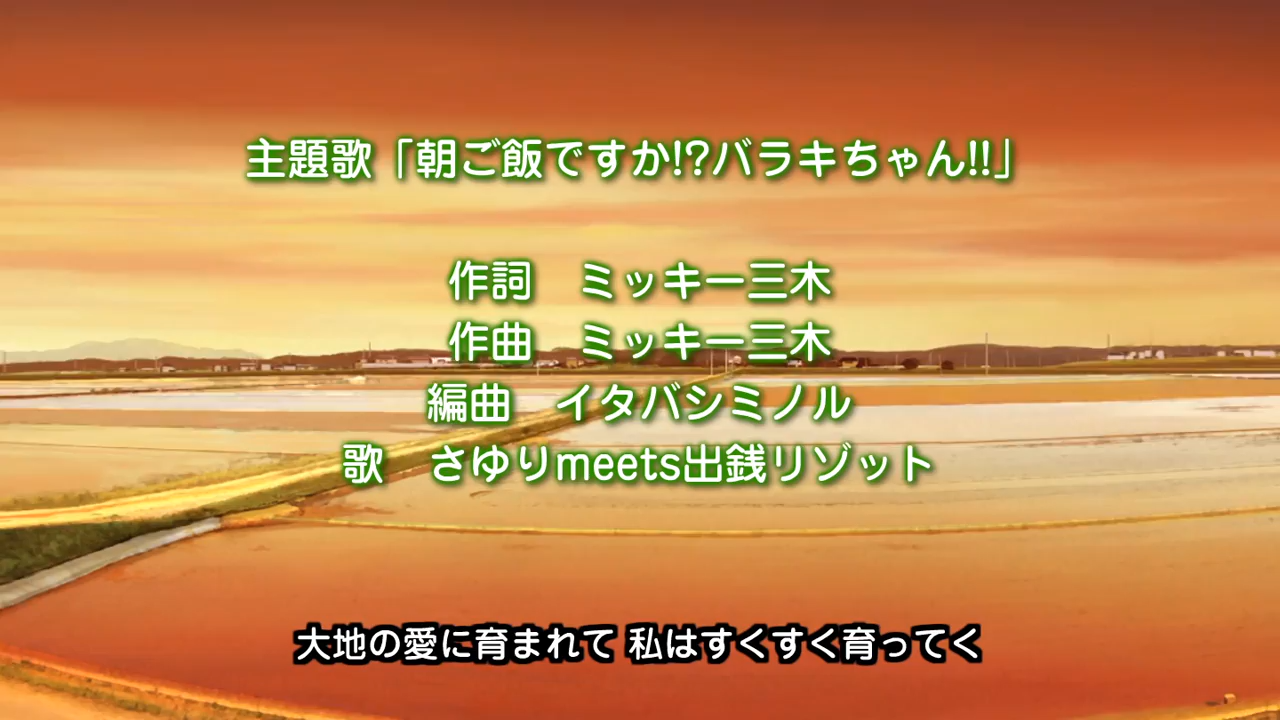 主題歌「朝ご飯ですか!?バラキちゃん!!」
作詞　ミッキー三木
作曲　ミッキー三木
編曲　イタバシミノル
歌　さゆりmeets出銭リゾット
大地の愛に育まれて 私はすくすく育ってく